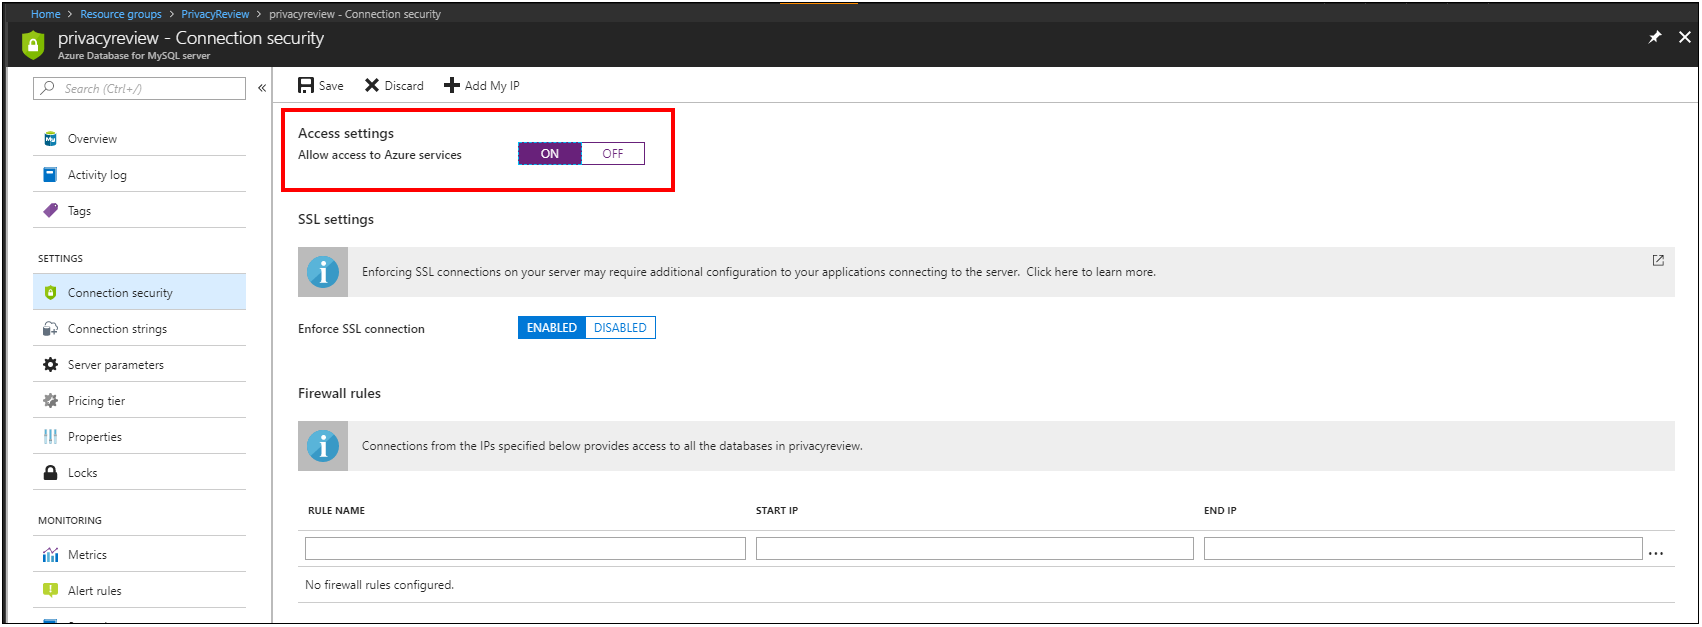 Home > Resource groups > PrivacyReview > privacyreview - Connection security
privacyreview - Connection security
Azure Database for MySQL server
Search (Ctrl+/)
«
Save Discard Add My IP
Overview
Activity log
Tags
SETTINGS
Connection security
Connection strings
Server parameters
Pricing tier
Properties
Locks
MONITORING
Metrics
Alert rules
Access settings
Allow access to Azure services ON OFF
SSL settings
Enforcing SSL connections on your server may require additional configuration to your applications connecting to the server. Click here to learn more.
Enforce SSL connection ENABLED DISABLED
Firewall rules
Connections from the IPs specified below provides access to all the databases in privacyreview.
RULE NAME START IP END IP
...
No firewall rules configured.